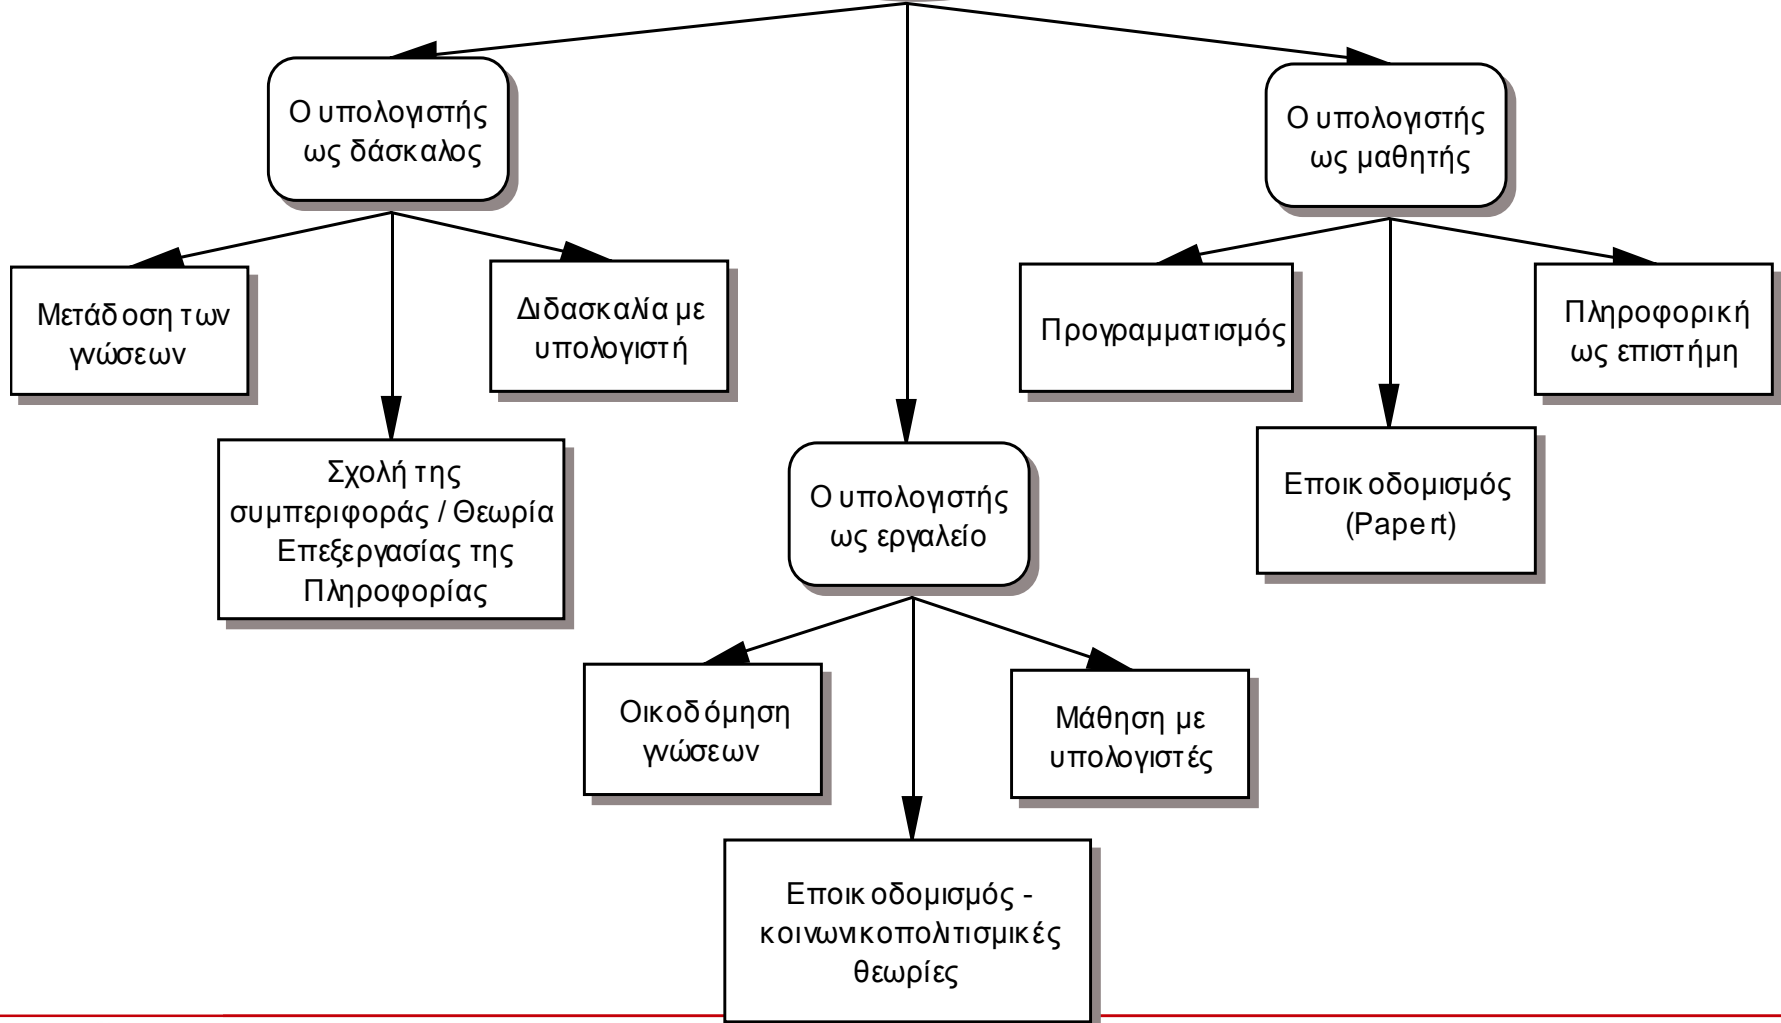 Ο υπολογιστής
ως δάσκαλος
Ο υπολογιστής
ως μαθητής
Μετάδοση των
γνώσεων
Διδασκαλία με
υπολογιστή
Προγραμματισμός
Πληροφορική
ως επιστήμη
Σχολή της
συμπεριφοράς / Θεωρία
Επεξεργασίας της
Πληροφορίας
Ο υπολογιστής
ως εργαλείο
Εποικοδομισμός
(Papert)
Οικοδόμηση
γνώσεων
Μάθηση με
υπολογιστές
Εποικοδομισμός -
κοινωνικοπολιτισμικές
θεωρίες